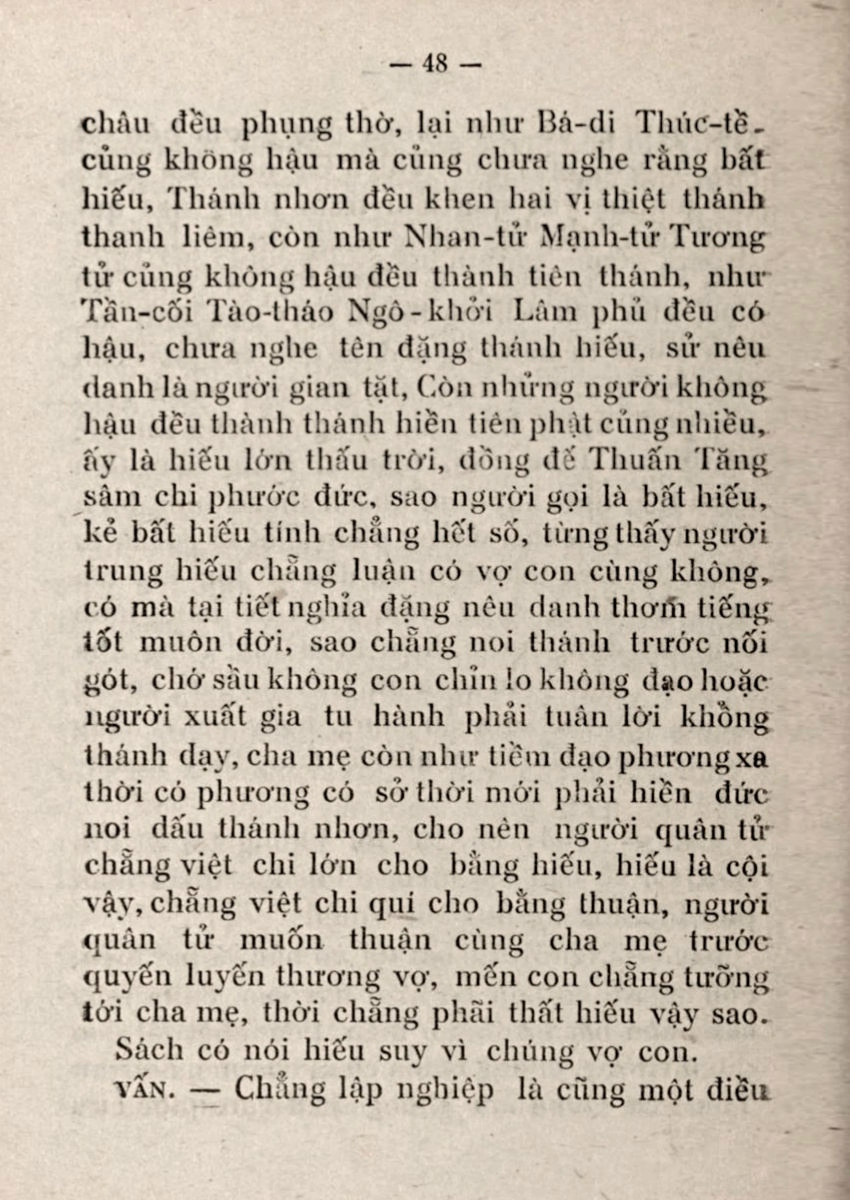 — 48 —
châu đều phụng thờ, lại như Bá-di Thúc-tề.
củng không hậu mà củng chưa nghe rằng bất
hiếu, Thánh nhơn đều khen hai vị thiệt thánh
thanh liêm, còn như Nhan-tử Mạnh-tử Tương
tử củng không hậu đều thành tiên thánh, như
Tần-cối Tào-tháo Ngô-khởi Lâm phủ đều có
hậu, chưa nghe tên đặng thánh hiếu, sử nêu
danh là người gian tặt, Còn nhửng người không
hậu đều thành thánh hiền tiên phật củng nhiều,
ấy là hiếu lớn thấu trời, đồng đế Thuấn Tăng
sâm chi phước đức, sao người gọi là bất hiếu,
kẻ bất hiếu tính chẳng hết số, từng thấy người
trung hiếu chẳng luận có vợ con cùng không,
có mà tại tiết nghỉa đặng nêu danh thơm tiếng
tốt muôn đời, sao chẳng noi thánh trước nối
gót, chớ sầu không con chỉn lo không đạo hoặc
người xuất gia tu hành phải tuân lời khổng
thánh dạy, cha mẹ còn như tiềm đạo phương xa
thời có phương có sở thời mới phải hiền đức
noi dấu thánh nhơn, cho nên người quân tử
chẳng việt chi lớn cho bằng hiếu, hiếu là cội
vậy, chẳng việt chi quí cho bằng thuận, người
quân tử muốn thuận cùng cha mẹ trước
quyến luyến thương vợ, mến con chẳng tưỡng
tới cha mẹ, thời chẳng phãi thất hiếu vậy sao.
Sách có nói hiếu suy vì chúng vợ con.
VẤN. — Chẳng lập nghiệp là cũng một điều